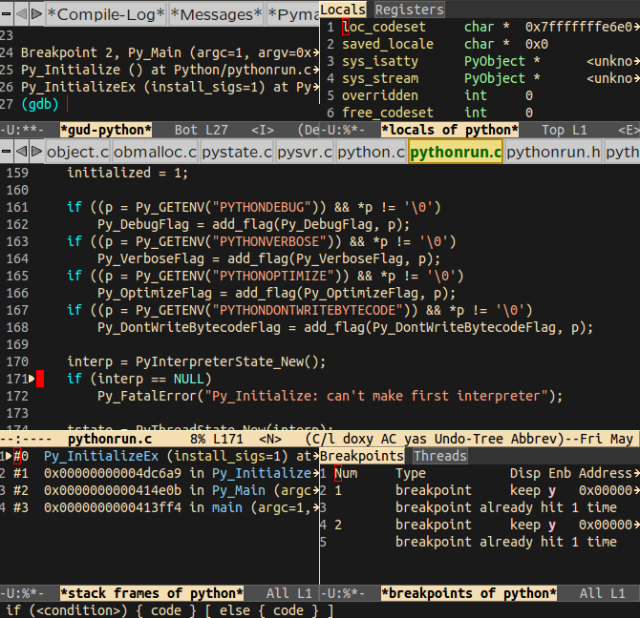 *Compile-Log* *Messages* *Pyma
23
24 Breakpoint 2, Py_Main (argc=1, argv=0x
25 Py_Initialize () at Python/pythonrun.c
26 Py_InitializeEx (install_sigs=1) at Py
27 (gdb)
-U:**- *gud-python* Bot L27 <I> (De
Locals Registers
1 loc_codeset char * 0x7fffffffe6e0
2 saved_locale char * 0x0
3 sys_isatty PyObject * <unkno
4 sys_stream PyObject * <unkno
5 overridden int 0
6 free_codeset int 0
-U:%*- *locals of python* Top L1 <E>
object.c obmalloc.c pystate.c pysvr.c python.c pythonrun.c pythonrun.h pyth
159 initialized = 1;
160
161 if ((p = Py_GETENV("PYTHONDEBUG")) && *p != '\0')
162 Py_DebugFlag = add_flag(Py_DebugFlag, p);
163 if ((p = Py_GETENV("PYTHONVERBOSE")) && *p != '\0')
164 Py_VerboseFlag = add_flag(Py_VerboseFlag, p);
165 if ((p = Py_GETENV("PYTHONOPTIMIZE")) && *p != '\0')
166 Py_OptimizeFlag = add_flag(Py_OptimizeFlag, p);
167 if ((p = Py_GETENV("PYTHONDONTWRITEBYTECODE")) && *p != '\0')
168 Py_DontWriteBytecodeFlag = add_flag(Py_DontWriteBytecodeFlag, p);
169
170 interp = PyInterpreterState_New();
171 if (interp == NULL)
172 Py_FatalError("Py_Initialize: can't make first interpreter");
173
174 tstate = PyThreadState_New(interp);
--:---- pythonrun.c 8% L171 <N> (C/l doxy AC yas Undo-Tree Abbrev)--Fri May
1 #0 Py_InitializeEx (install_sigs=1) at
2 #1 0x00000000004dc6a9 in Py_Initialize
3 #2 0x0000000000414e0b in Py_Main (argc
4 #3 0x0000000000413ff4 in main (argc=1,
-U:%*- *stack frames of python* All L1
Breakpoints Threads
1 Num Type Disp Enb Address
2 1 breakpoint keep y 0x00000
3 breakpoint already hit 1 time
4 2 breakpoint keep y 0x00000
5 breakpoint already hit 1 time
-U:%*- *breakpoints of python* All L1
if (<condition>) { code } [ else { code } ]